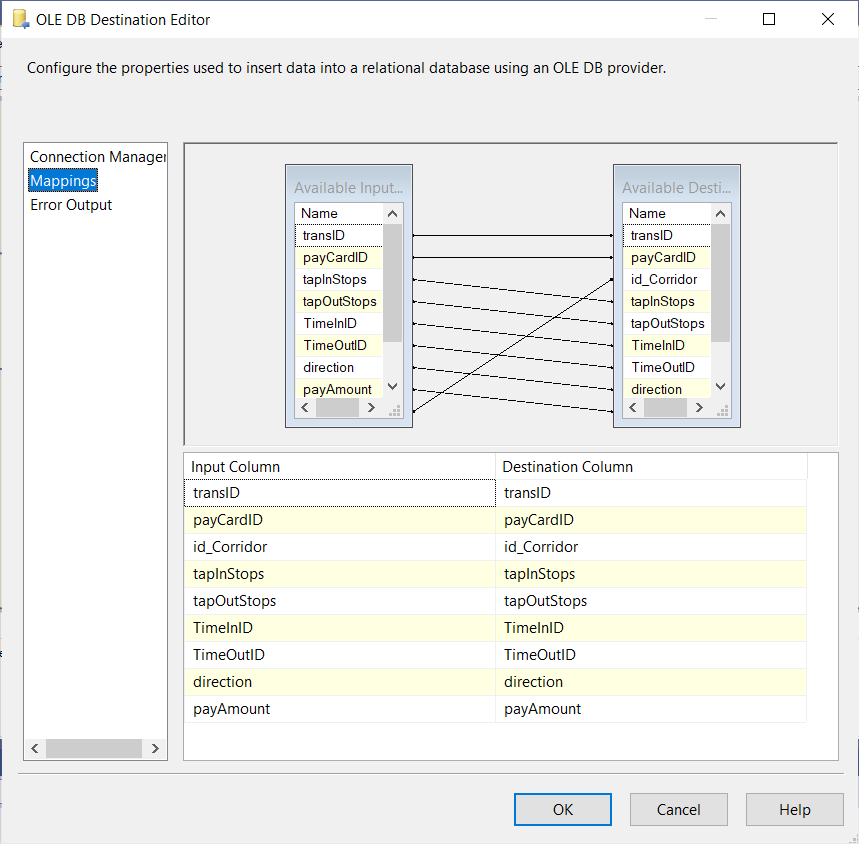 OLE DB Destination Editor
Configure the properties used to insert data into a relational database using an OLE DB provider.
Connection Manager
Mappings
Error Output
Available Input...
Name
transID
payCardID
tapInStops
tapOutStops
TimeInID
TimeOutID
direction
payAmount
Available Desti...
Name
transID
payCardID
id_Corridor
tapInStops
tapOutStops
TimeInID
TimeOutID
direction
Input Column Destination Column
transID transID
payCardID payCardID
id_Corridor id_Corridor
tapInStops tapInStops
tapOutStops tapOutStops
TimeInID TimeInID
TimeOutID TimeOutID
direction direction
payAmount payAmount
OK Cancel Help